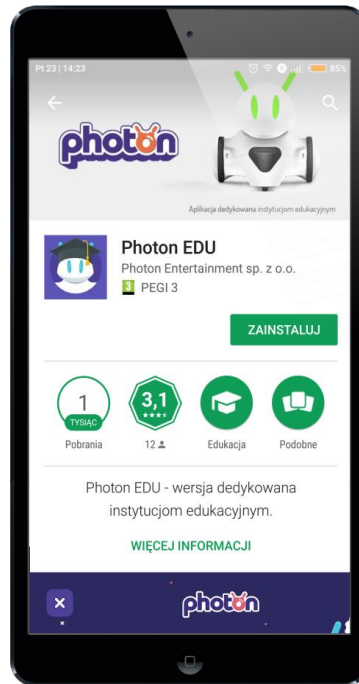 Pt 23 | 14:23
85%
photon
Aplikacja dedykowana instytucjom edukacyjnym
Photon EDU
Photon Entertainment sp. z o.o.
3 PEGI 3
ZAINSTALUJ
1
TYSIĄC
3,1
Pobrania
12
Edukacja
Podobne
Photon EDU - wersja dedykowana
instytucjom edukacyjnym.
WIĘCEJ INFORMACJI
photon